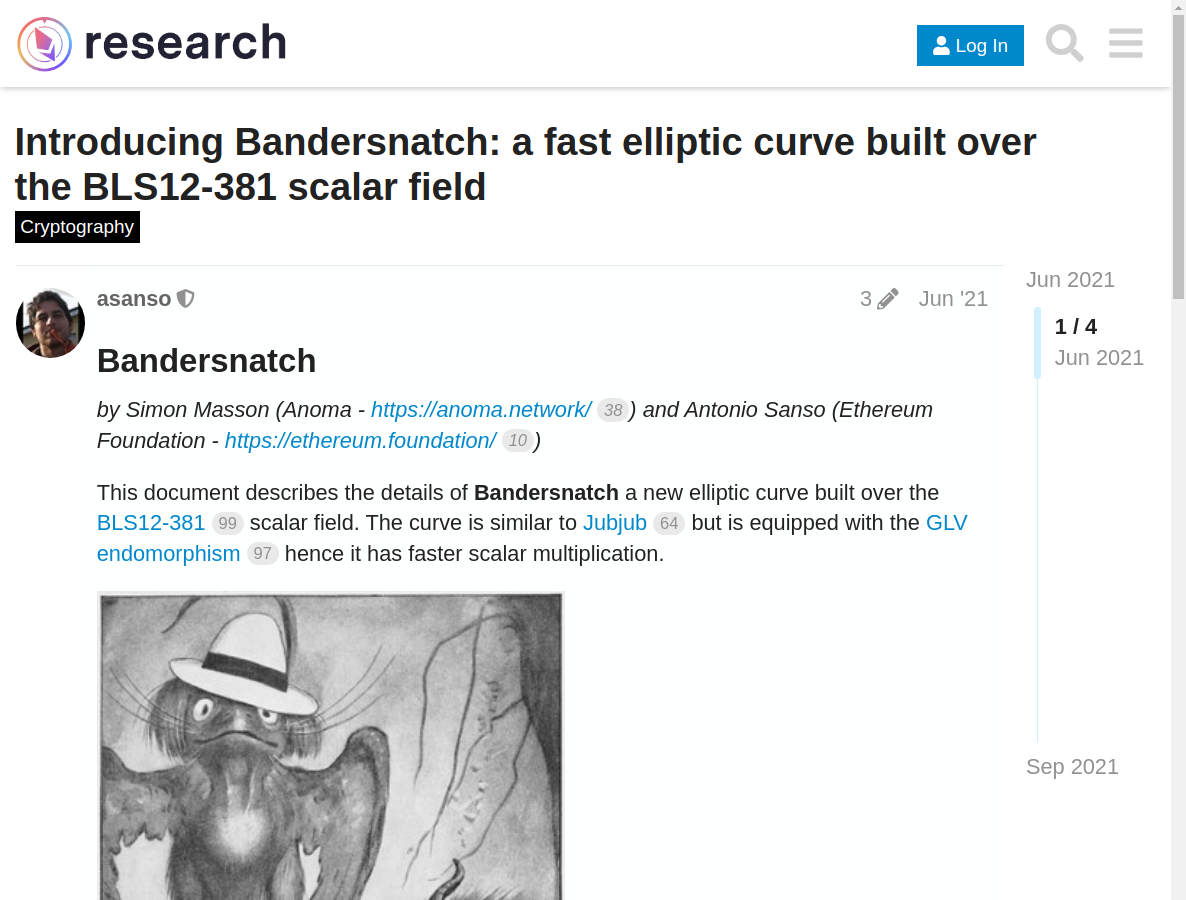 research
Log In
Introducing Bandersnatch: a fast elliptic curve built over
the BLS12-381 scalar field
Cryptography
asanso
3
Jun '21
Jun 2021
1 / 4
Jun 2021
Bandersnatch
by Simon Masson (Anoma - https://anoma.network/ 38) and Antonio Sanso (Ethereum
Foundation - https://ethereum.foundation/ 10)
This document describes the details of Bandersnatch a new elliptic curve built over the
BLS12-381 99 scalar field. The curve is similar to Jubjub 64 but is equipped with the GLV
endomorphism 97 hence it has faster scalar multiplication.
Sep 2021